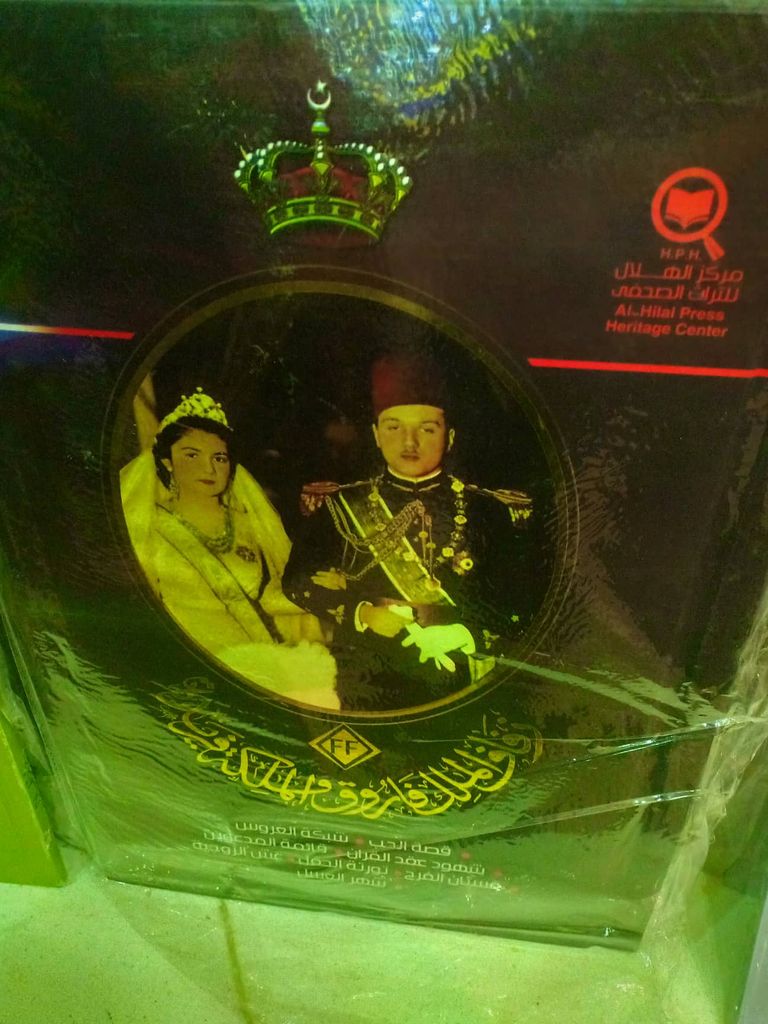 H.P.H.
مركز الهلال
للتراث الصحفى
Al-Hilal Press
Heritage Center
FF
زفاف الملك فاروق والملكة فريدة
قصة الحب • شبكة العروس
شهود عقد القران • قائمة المدعوين
فستان الفرح • تورتة الحفل • عش الزوجية
شهر العسل